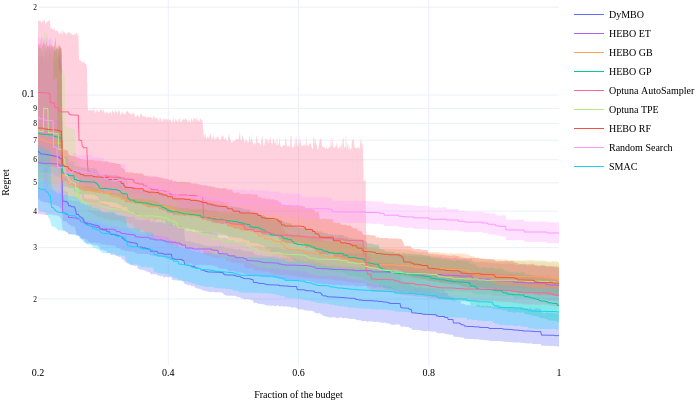 2
0.1
9
8
7
6
5
4
3
2
Regret
0.2
0.4
0.6
0.8
1
Fraction of the budget
DyMBO
HEBO ET
HEBO GB
HEBO GP
Optuna AutoSampler
Optuna TPE
HEBO RF
Random Search
SMAC